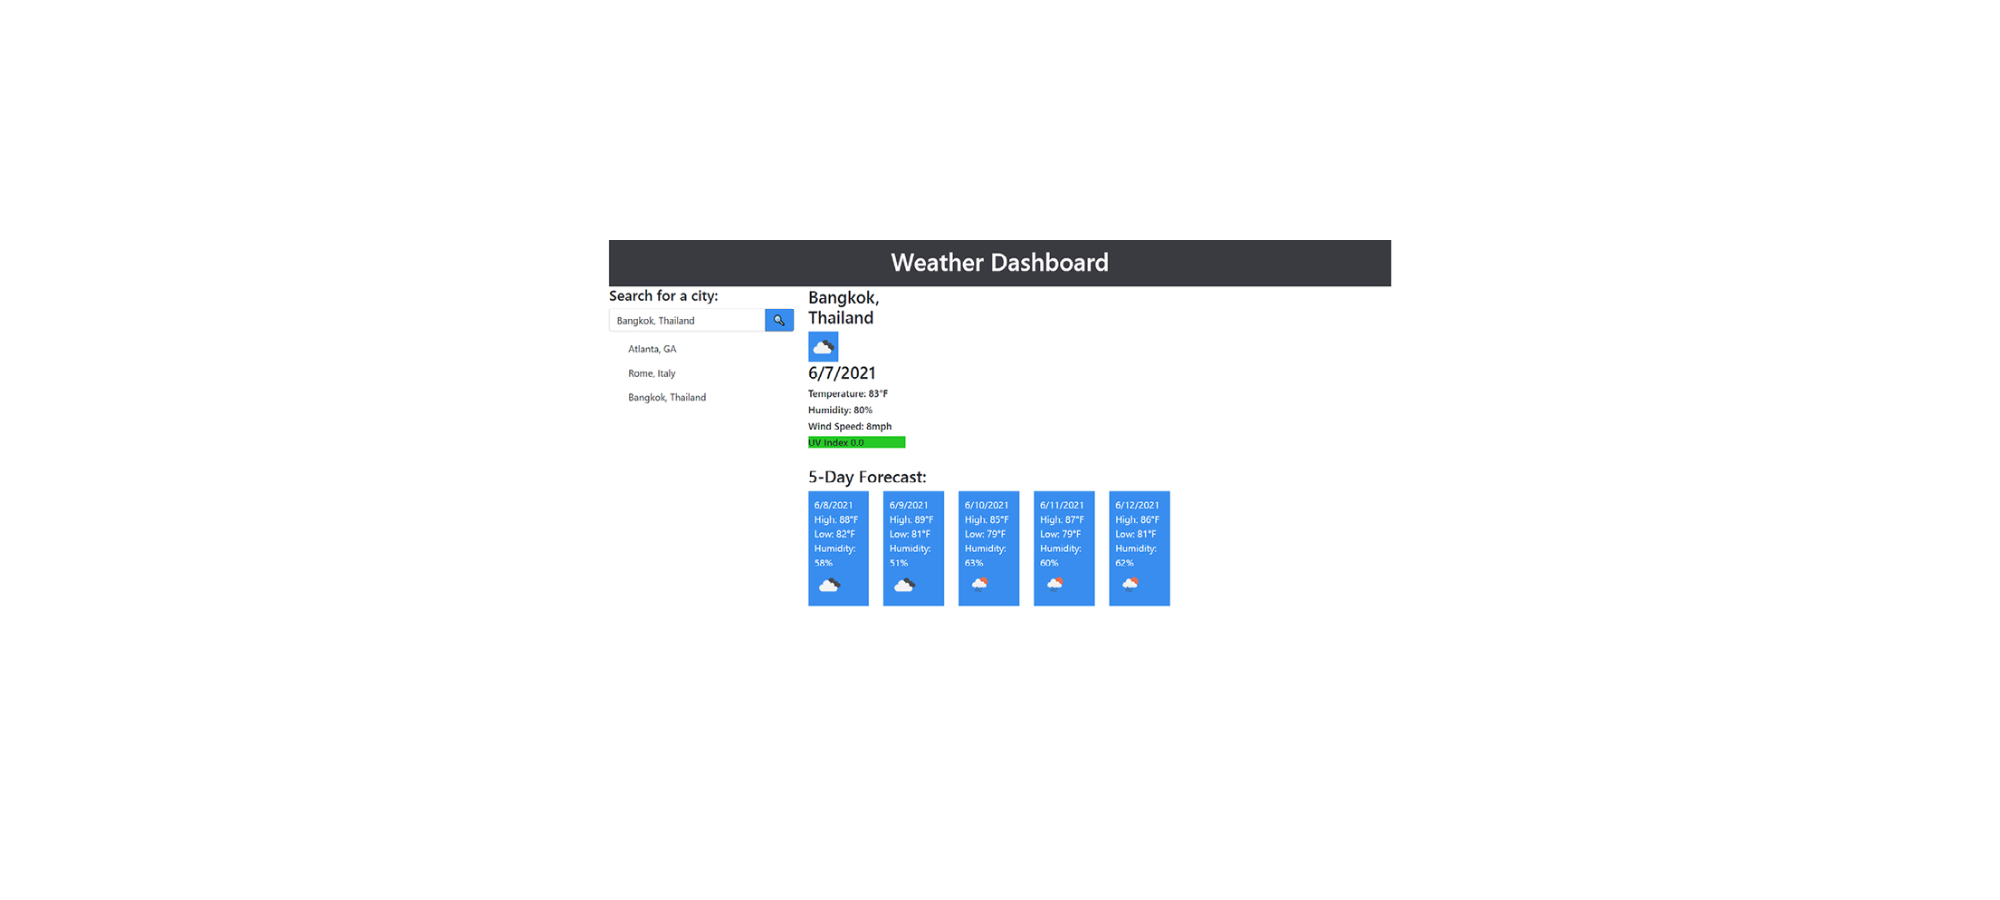 Weather Dashboard
Search for a city:
Bangkok, Thailand
Atlanta, GA
Rome, Italy
Bangkok, Thailand
Bangkok,
Thailand
6/7/2021
Temperature: 83°F
Humidity: 80%
Wind Speed: 8mph
UV Index 0.0
5-Day Forecast:
6/8/2021
High: 88°F
Low: 82°F
Humidity:
58%
6/9/2021
High: 89°F
Low: 81°F
Humidity:
51%
6/10/2021
High: 85°F
Low: 79°F
Humidity:
63%
6/11/2021
High: 87°F
Low: 79°F
Humidity:
60%
6/12/2021
High: 86°F
Low: 81°F
Humidity:
62%